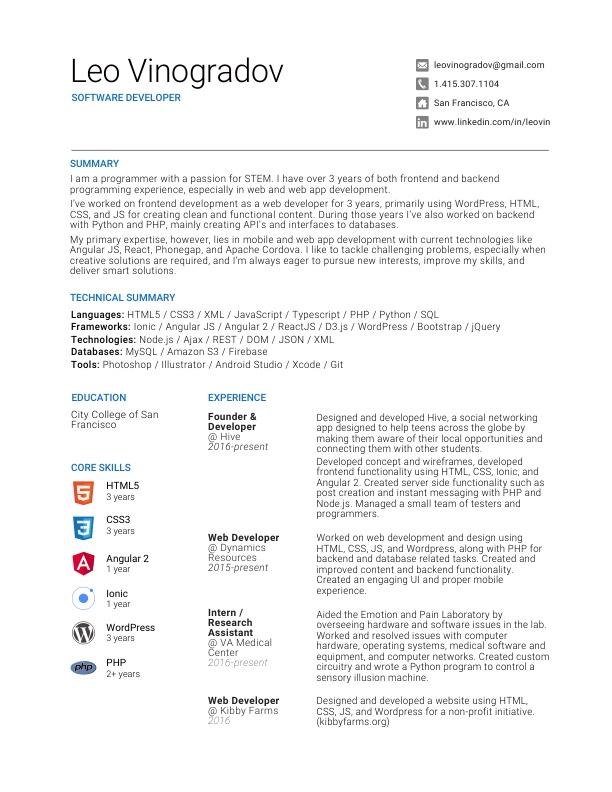 Leo Vinogradov
SOFTWARE DEVELOPER
leovinogradov@gmail.com
1.415.307.1104
San Francisco, CA
www.linkedin.com/in/leovin
SUMMARY
I am a programmer with a passion for STEM. I have over 3 years of both frontend and backend
programming experience, especially in web and web app development.
I've worked on frontend development as a web developer for 3 years, primarily using WordPress, HTML,
CSS, and JS for creating clean and functional content. During those years I've also worked on backend
with Python and PHP, mainly creating API's and interfaces to databases.
My primary expertise, however, lies in mobile and web app development with current technologies like
Angular JS, React, Phonegap, and Apache Cordova. I like to tackle challenging problems, especially when
creative solutions are required, and I'm always eager to pursue new interests, improve my skills, and
deliver smart solutions.
TECHNICAL SUMMARY
Languages: HTML5 / CSS3 / XML / JavaScript / Typescript / PHP / Python / SQL
Frameworks: Ionic / Angular JS / Angular 2 / ReactJS / D3.js / WordPress / Bootstrap / jQuery
Technologies: Node.js / Ajax / REST / DOM / JSON / XML
Databases: MySQL / Amazon S3 / Firebase
Tools: Photoshop / Illustrator / Android Studio / Xcode / Git
EDUCATION
City College of San
Francisco
CORE SKILLS
HTML5
3 years
CSS3
3 years
Angular 2
1 year
Ionic
1 year
WordPress
3 years
php
PHP
2+ years
EXPERIENCE
Founder &
Developer
@ Hive
2016-present
Designed and developed Hive, a social networking
app designed to help teens across the globe by
making them aware of their local opportunities and
connecting them with other students.
Developed concept and wireframes, developed
frontend functionality using HTML, CSS, Ionic, and
Angular 2. Created server side functionality such as
post creation and instant messaging with PHP and
Node.js. Managed a small team of testers and
programmers.
Web Developer
@ Dynamics
Resources
2015-present
Worked on web development and design using
HTML, CSS, JS, and Wordpress, along with PHP for
backend and database related tasks. Created and
improved content and backend functionality.
Created an engaging UI and proper mobile
experience.
Intern /
Research
Assistant
@ VA Medical
Center
2016-present
Aided the Emotion and Pain Laboratory by
overseeing hardware and software issues in the lab.
Worked and resolved issues with computer
hardware, operating systems, medical software and
equipment, and computer networks. Created custom
circuitry and wrote a Python program to control a
sensory illusion machine.
Web Developer
@ Kibby Farms
2016
Designed and developed a website using HTML,
CSS, JS, and Wordpress for a non-profit initiative.
(kibbyfarms.org)